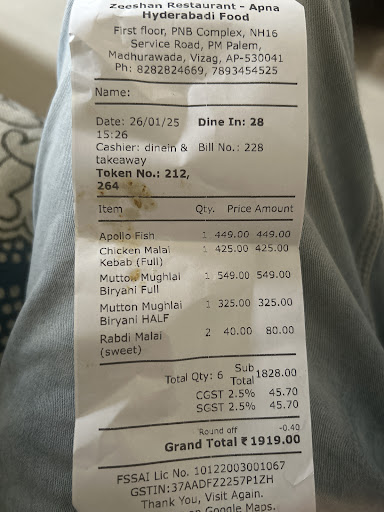 Zeeshan Restaurant - Apna
Hyderabadi Food
First floor, PNB Complex, NH16
Service Road, PM Palem,
Madhurawada, Vizag, AP-530041
Ph: 8282824669, 7893454525
Name:
Date: 26/01/25 Dine In: 28
15:26
Cashier: dinein & Bill No.: 228
takeaway
Token No.: 212,
264
Item Qty. Price Amount
Apollo Fish 1 449.00 449.00
Chicken Malai 1 425.00 425.00
Kebab (Full)
Mutton Mughlai 1 549.00 549.00
Biryani Full
Mutton Mughlai 1 325.00 325.00
Biryani HALF
Rabdi Malai 2 40.00 80.00
(sweet)
Total Qty: 6 Sub Total 1828.00
CGST 2.5% 45.70
SGST 2.5% 45.70
Round off -0.40
Grand Total ₹ 1919.00
FSSAI Lic No. 10122003001067
GSTIN:37AADFZ2257P1ZH
Thank You, Visit Again.
on Google Maps.